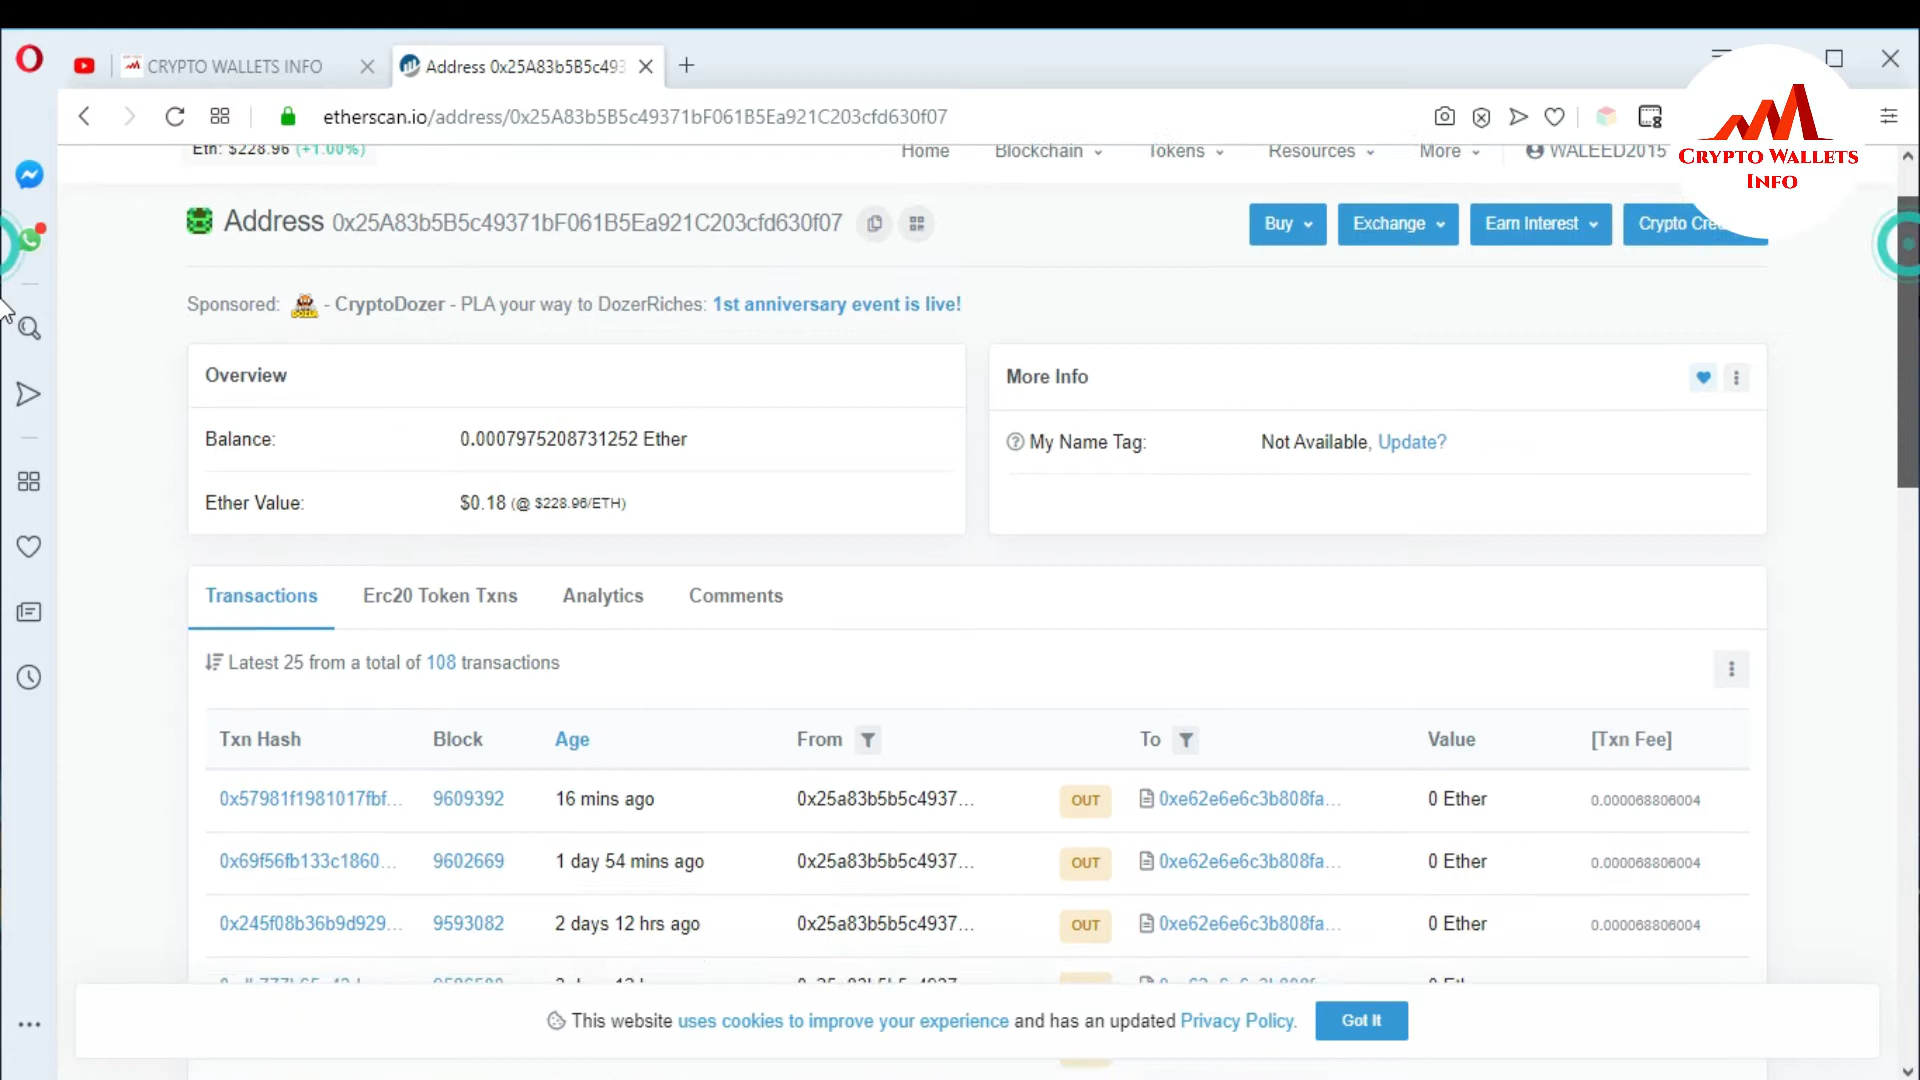 CRYPTO WALLETS INFO
Address 0x25A83b5B5c493
etherscan.io/address/0x25A83b5B5c49371bF061B5Ea921C203cfd630f07
CRYPTO WALLETS
INFO
Eth: $228.96 (+1.00%)
Home Blockchain Tokens Resources More WALEED2015
Address 0x25A83b5B5c49371bF061B5Ea921C203cfd630f07
Buy Exchange Earn Interest Crypto Cre
Sponsored: - CryptoDozer - PLA your way to DozerRiches: 1st anniversary event is live!
Overview
Balance: 0.0007975208731252 Ether
Ether Value: $0.18 (@ $228.96/ETH)
More Info
My Name Tag: Not Available, Update?
Transactions Erc20 Token Txns Analytics Comments
Latest 25 from a total of 108 transactions
Txn Hash Block Age From To Value [Txn Fee]
0x57981f1981017fbf... 9609392 16 mins ago 0x25a83b5b5c4937... OUT 0xe62e6e6c3b808fa... 0 Ether 0.000068806004
0x69f56fb133c1860... 9602669 1 day 54 mins ago 0x25a83b5b5c4937... OUT 0xe62e6e6c3b808fa... 0 Ether 0.000068806004
0x245f08b36b9d929... 9593082 2 days 12 hrs ago 0x25a83b5b5c4937... OUT 0xe62e6e6c3b808fa... 0 Ether 0.000068806004
This website uses cookies to improve your experience and has an updated Privacy Policy. Got It